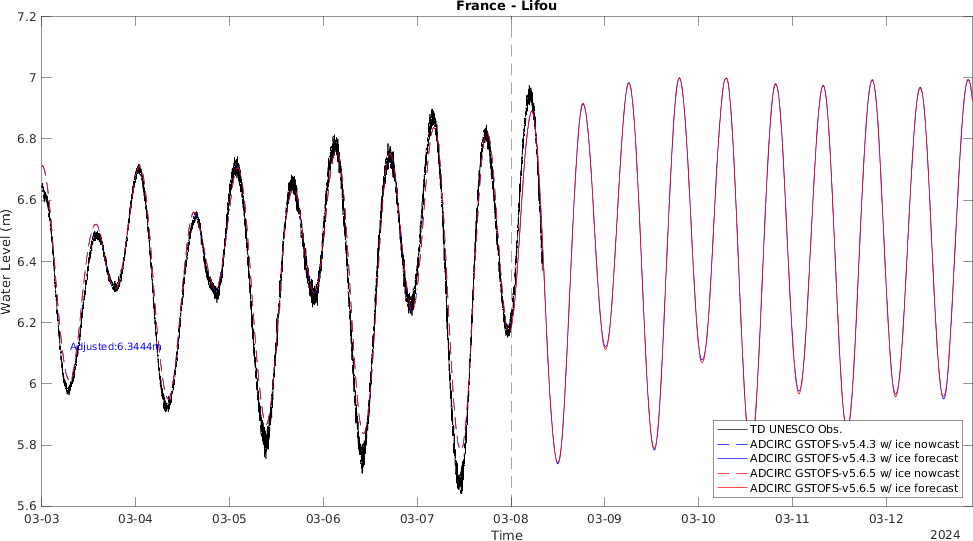 France - Lifou
7.2
7
6.8
6.6
6.4
6.2
6
5.8
5.6
Water Level (m)
Adjusted:6.3444m
TD UNESCO Obs.
ADCIRC GSTOFS-v5.4.3 w/ ice nowcast
ADCIRC GSTOFS-v5.4.3 w/ ice forecast
ADCIRC GSTOFS-v5.6.5 w/ ice nowcast
ADCIRC GSTOFS-v5.6.5 w/ ice forecast
03-03 03-04 03-05 03-06 03-07 03-08 03-09 03-10 03-11 03-12
Time
2024